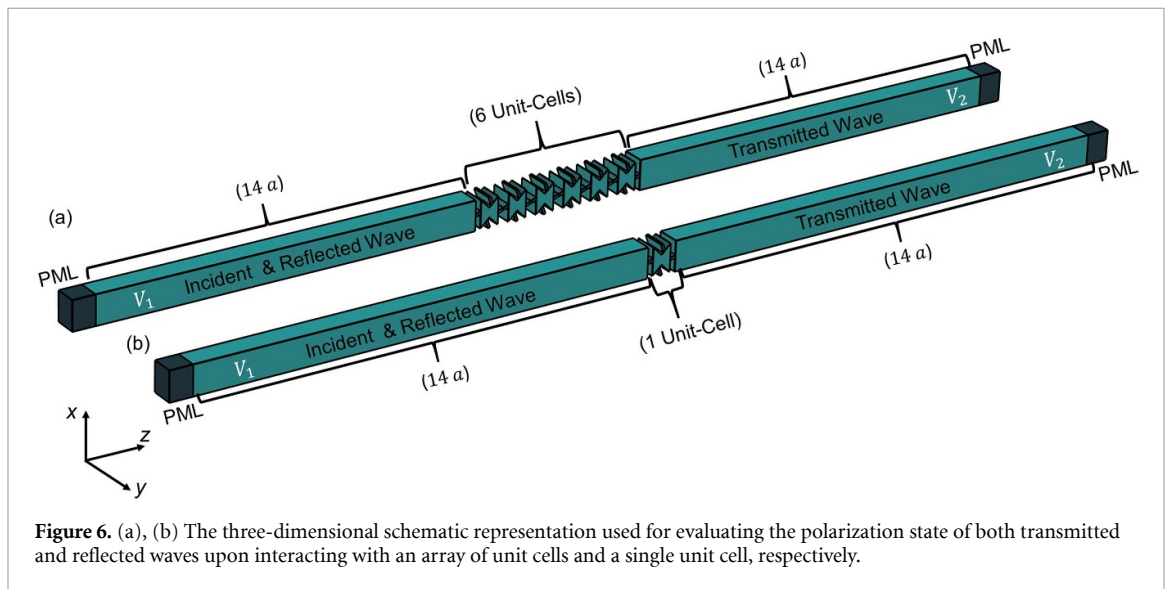 PML
(14 𝑎)
(6 Unit-Cells)
V₂
Transmitted Wave
(14 𝑎)
(a)
PML
V₁
Incident & Reflected Wave
V₂
PML
Transmitted Wave
(14 𝑎)
(b)
Incident & Reflected Wave
(1 Unit-Cell)
V₁
(14 𝑎)
PML
x
z
y
Figure 6. (a), (b) The three-dimensional schematic representation used for evaluating the polarization state of both transmitted
and reflected waves upon interacting with an array of unit cells and a single unit cell, respectively.